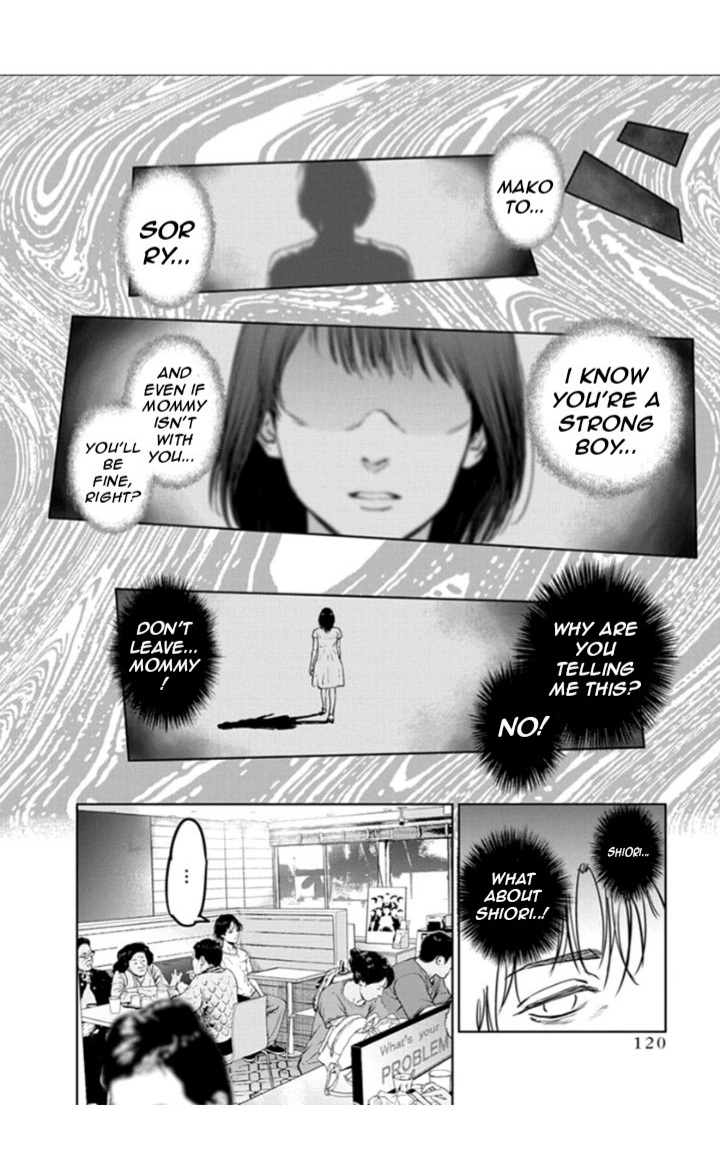 MAKO
TO...
SOR
RY...
I KNOW
YOU'RE A
STRONG
BOY...
AND
EVEN IF
MOMMY
ISN'T
WITH
YOU...
YOU'LL
BE
FINE,
RIGHT?
WHY ARE
YOU
TELLING
ME THIS?
NO!
DON'T
LEAVE...
MOMMY
!
SHIORI...
WHAT
ABOUT
SHIORI..!
...
What's your
PROBLEM
120